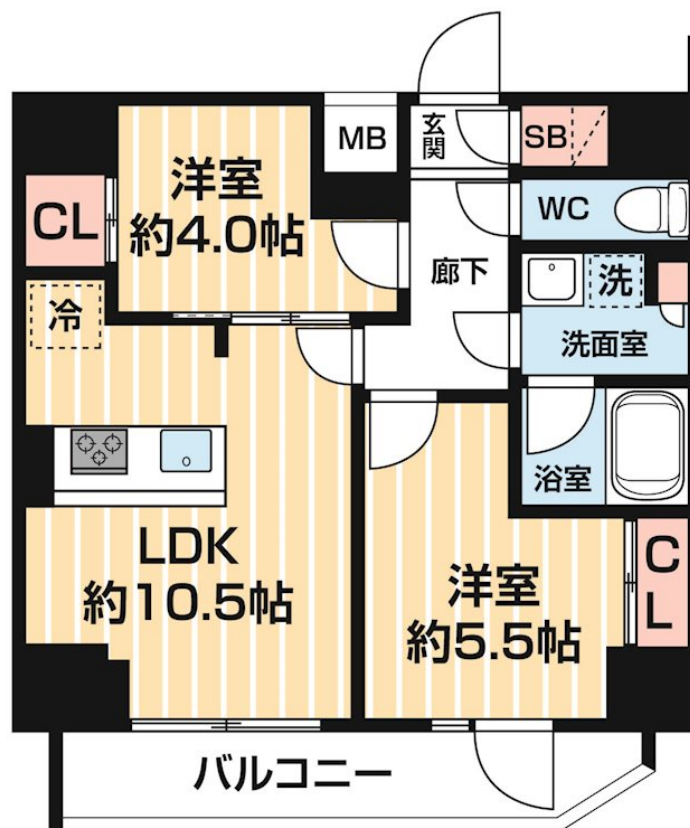 MB
玄
関
SB
洋室
約4.0帖
CL
WC
廊下
洗
冷
洗面室
浴室
LDK
約10.5帖
洋室
約5.5帖
C
L
バルコニー